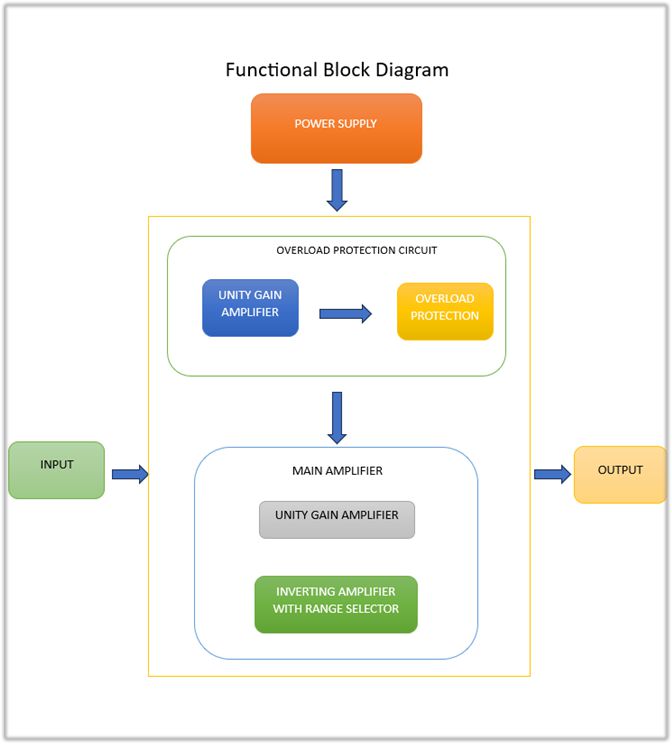 Functional Block Diagram
POWER SUPPLY
OVERLOAD PROTECTION CIRCUIT
UNITY GAIN
AMPLIFIER
OVERLOAD
PROTECTION
INPUT
MAIN AMPLIFIER
UNITY GAIN AMPLIFIER
INVERTING AMPLIFIER
WITH RANGE SELECTOR
OUTPUT